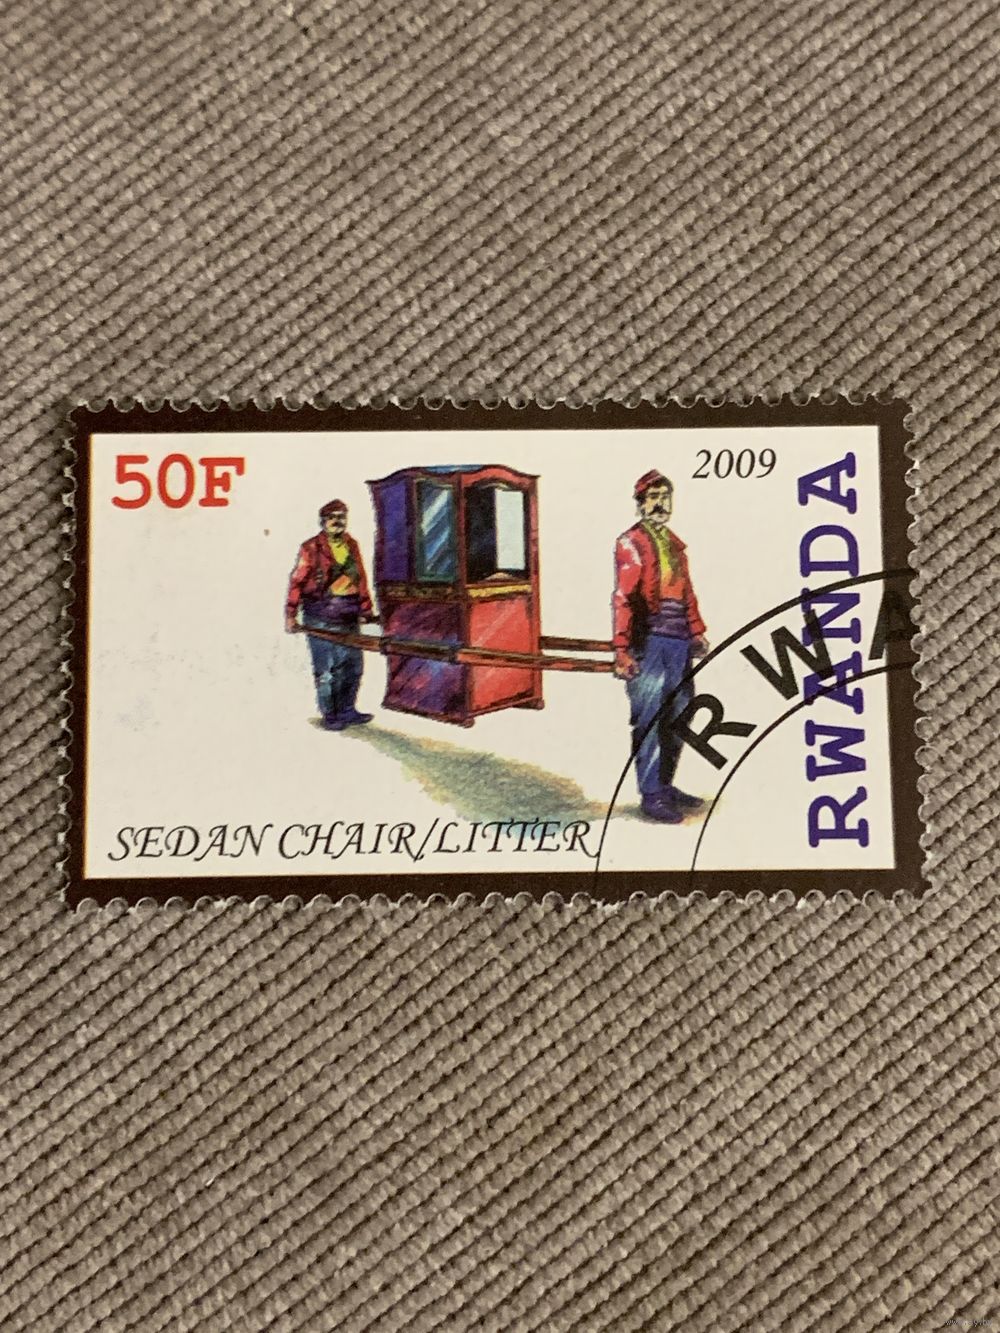 50F
2009
RWANDA
RWA
SEDAN CHAIR/LITTER